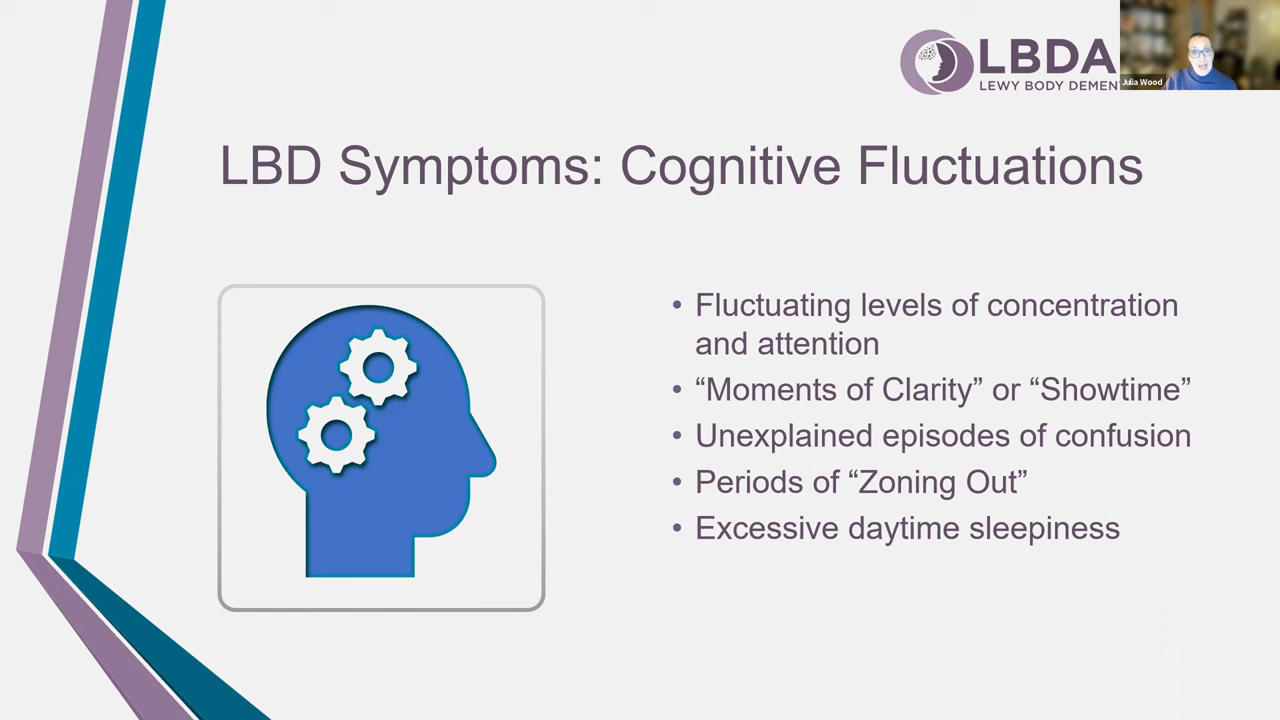 LBDA
LEWY BODY DEMEN
Julia Wood
LBD Symptoms: Cognitive Fluctuations
• Fluctuating levels of concentration
and attention
• “Moments of Clarity” or “Showtime”
• Unexplained episodes of confusion
• Periods of “Zoning Out”
• Excessive daytime sleepiness